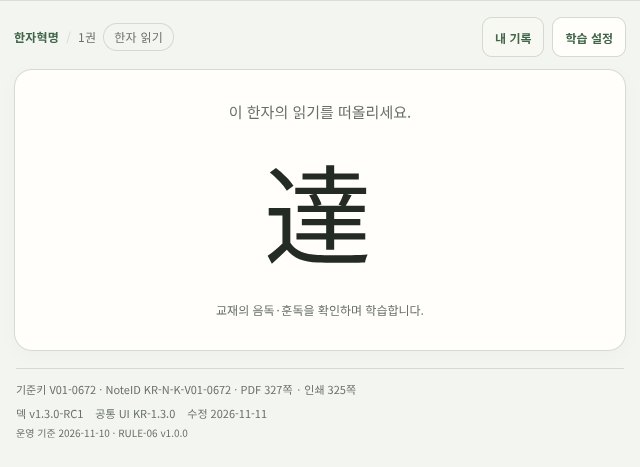 한자혁명 / 1권 한자 읽기 내 기록 학습 설정
이 한자의 읽기를 떠올리세요.
達
교재의 음독·훈독을 확인하며 학습합니다.
기준키 V01-0672 · NoteID KR-N-K-V01-0672 · PDF 327쪽 · 인쇄 325쪽
덱 v1.3.0-RC1 공통 UI KR-1.3.0 수정 2026-11-11
운영 기준 2026-11-10 · RULE-06 v1.0.0